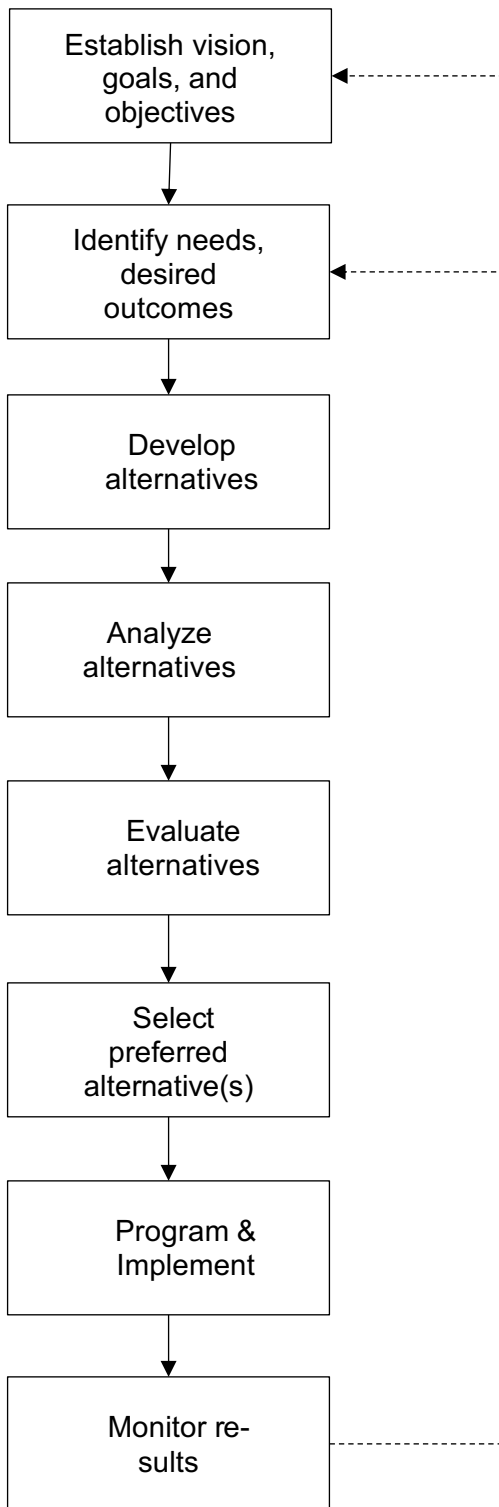 Establish vision,
goals, and
objectives
Identify needs,
desired
outcomes
Develop
alternatives
Analyze
alternatives
Evaluate
alternatives
Select
preferred
alternative(s)
Program &
Implement
Monitor re-
sults